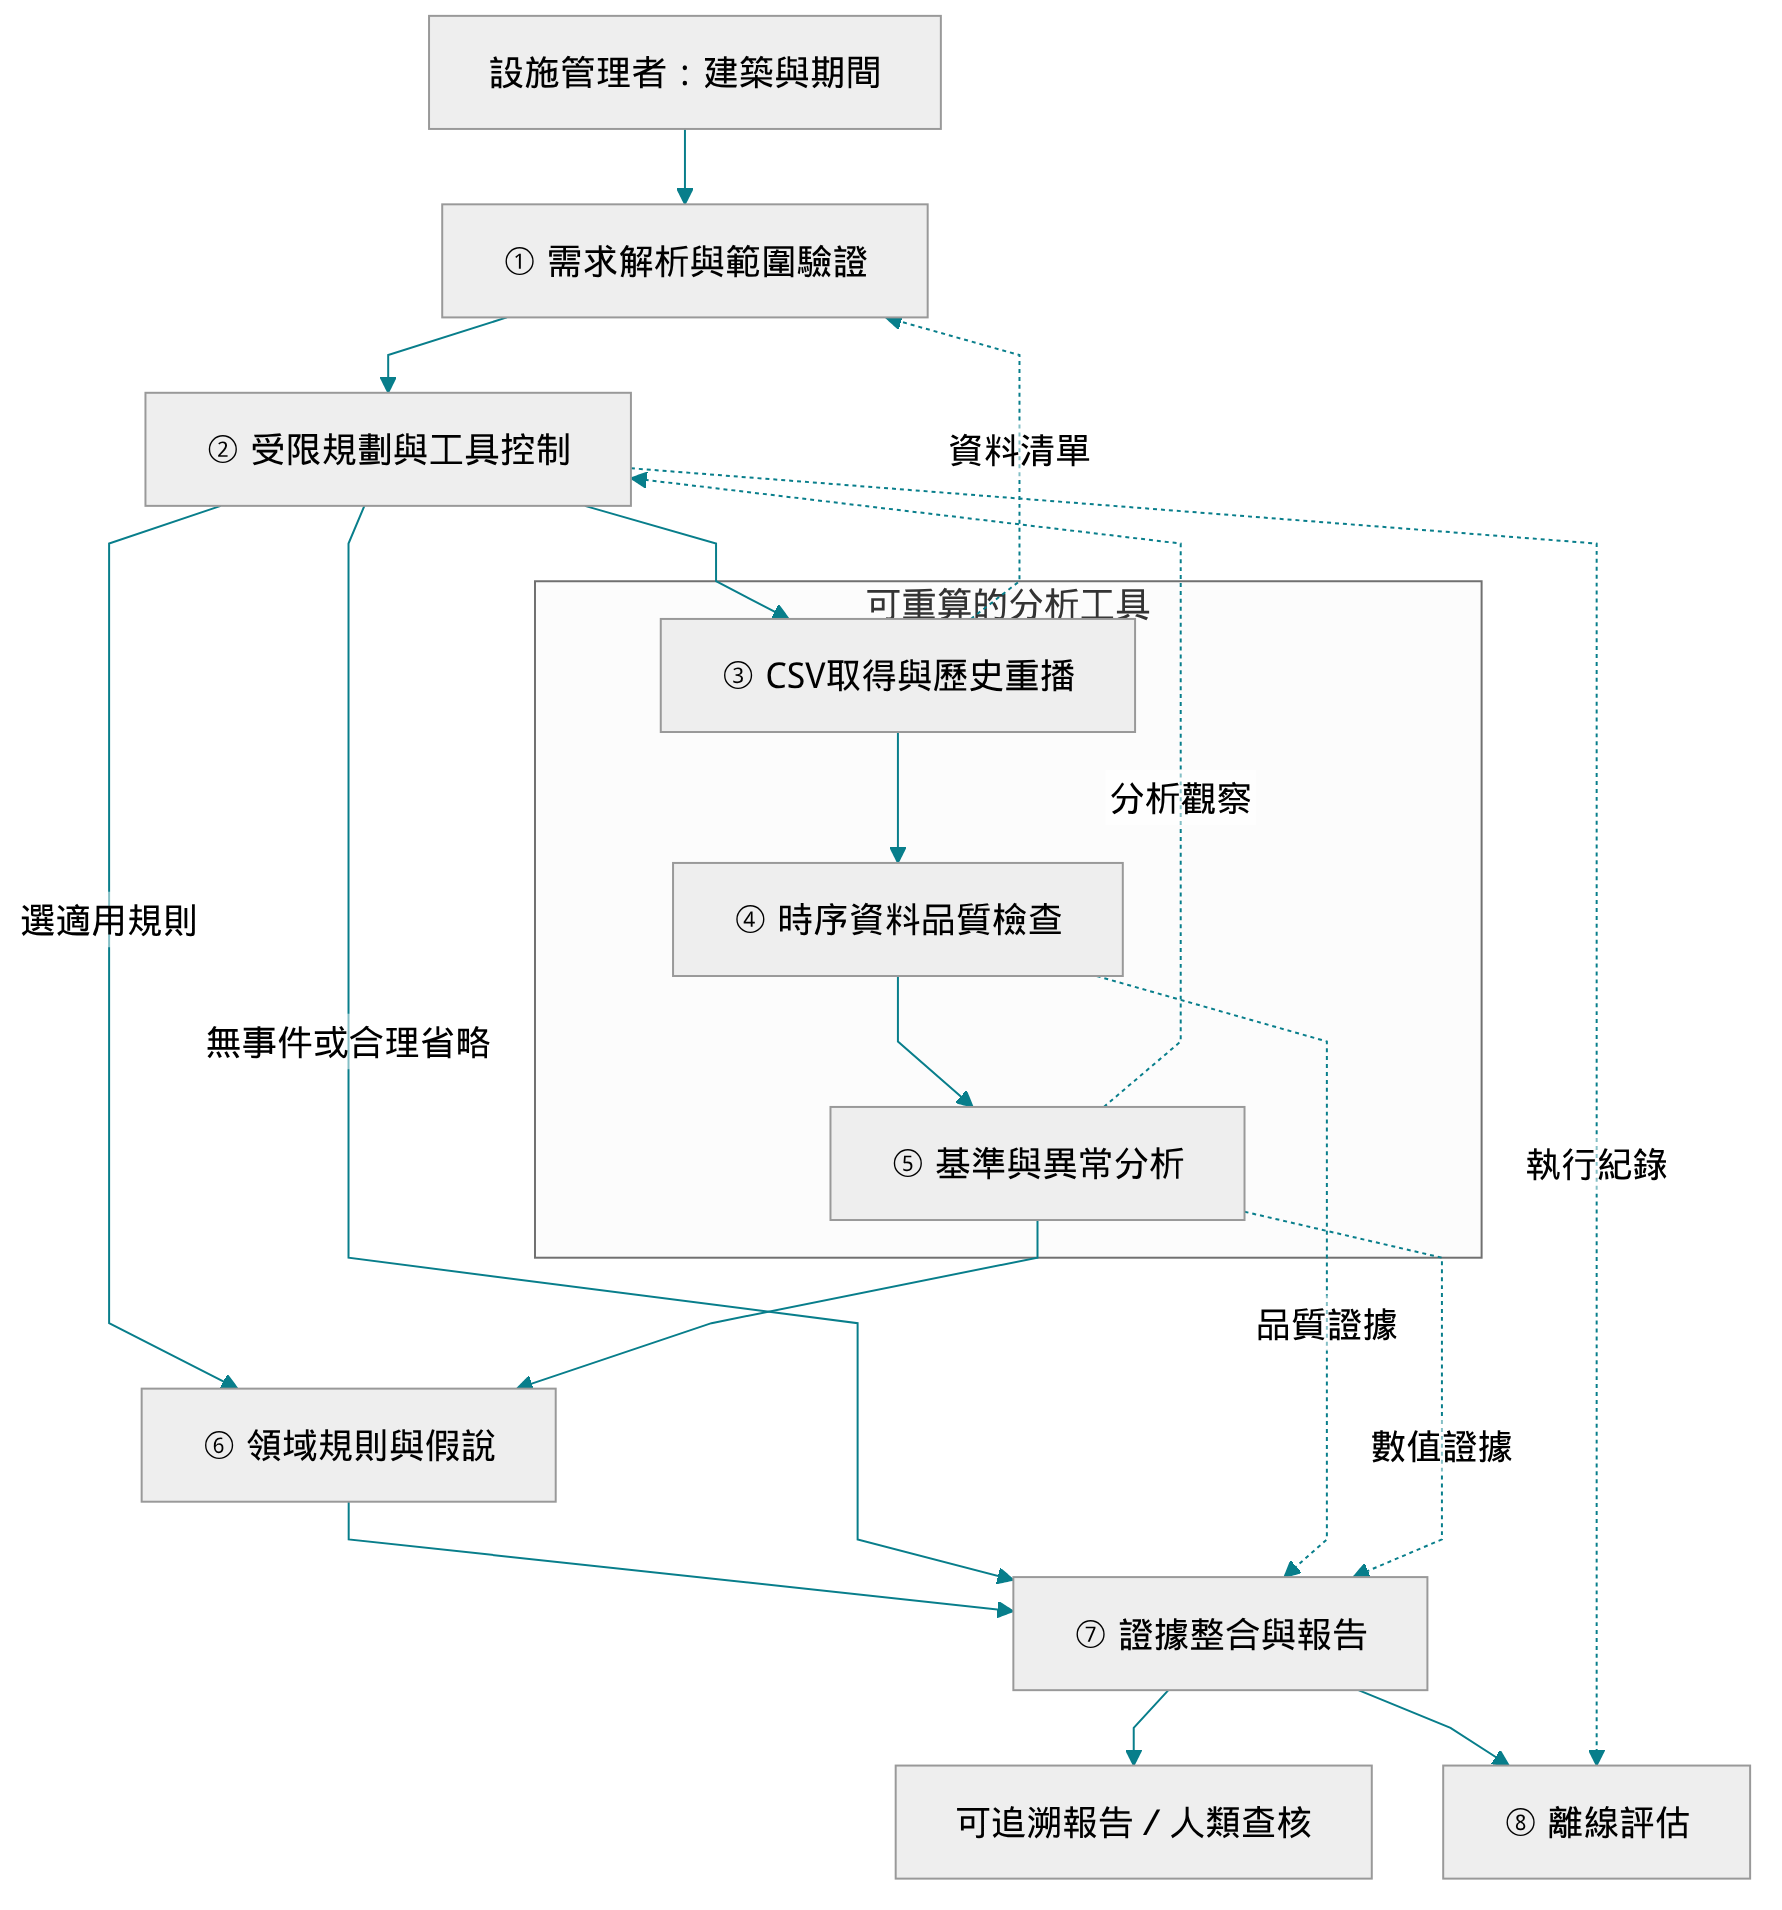 設施管理者：建築與期間
① 需求解析與範圍驗證
② 受限規劃與工具控制
資料清單
可重算的分析工具
③ CSV取得與歷史重播
分析觀察
④ 時序資料品質檢查
選適用規則
無事件或合理省略
⑤ 基準與異常分析
執行紀錄
品質證據
⑥ 領域規則與假說
數值證據
⑦ 證據整合與報告
可追溯報告 / 人類查核
⑧ 離線評估